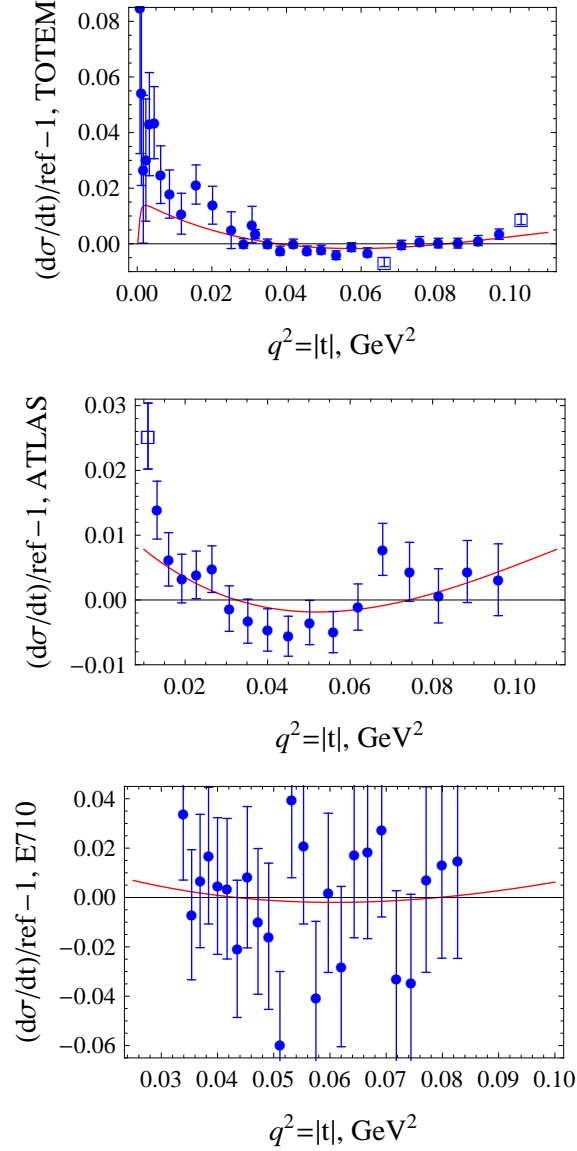 ((dσ/dt)/ref −1, TOTEM
0.08
0.06
0.04
0.02
0.00
0.00 0.02 0.04 0.06 0.08 0.10
q²=|t|, GeV²
((dσ/dt)/ref −1, ATLAS
0.03
0.02
0.01
0.00
−0.01
0.02 0.04 0.06 0.08 0.10
q²=|t|, GeV²
((dσ/dt)/ref −1, E710
0.04
0.02
0.00
−0.02
−0.04
−0.06
0.03 0.04 0.05 0.06 0.07 0.08 0.09 0.10
q²=|t|, GeV²